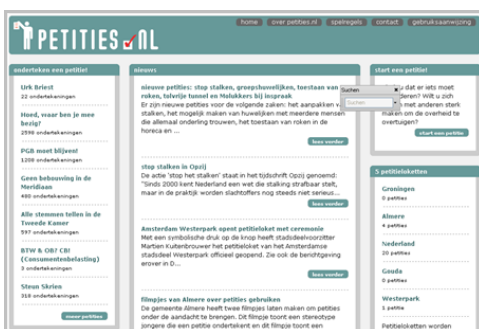 home
over petities.nl
spelregels
contact
gebruiksaanwijzing
PETITIES NL
onderteken een petitie!
Urk Briest
22 ondertekeningen
Hoed, waar ben je mee
bezig?
2596 ondertekeningen
PGB moet blijven!
1208 ondertekeningen
Geen bebouwing in de
Meridiaan
480 ondertekeningen
Alle stemmen tellen in de
Tweede Kamer
597 ondertekeningen
BTW & OB? CB!
(Consumentenbelasting)
3 ondertekeningen
Steun Skrien
318 ondertekeningen
meer petities
nieuws
nieuwe petities: stop stalken, groepshuwelijken, toestaan van
roken, tolvrije tunnel en Molukkers bij inspraak
Er zijn nieuwe petities voor de volgende zaken: het aanpakken v
stalken, het mogelijk maken van huwelijken met meerdere mensen
die allemaal onderling trouwen, het toestaan van roken in de
horeca en ...
lees verder
stop stalken in Opzij
De actie 'stop het stalken' staat in het tijdschrift Opzij genoemd:
"Sinds 2000 kent Nederland een wet die stalking strafbaar stelt,
maar in de praktijk worden slachtoffers nog steeds niet serieus...
lees verder
Amsterdam Westerpark opent petitieloket met ceremonie
Met een symbolische druk op de knop heeft stadsdeelvoorzitter
Martien Kuitenbrouwer het petitieloket van het Amsterdamse
stadsdeel Westerpark officieel geopend. Zie ook de berichtgeving
erover in D...
lees verder
filmpjes van Almere over petities gebruiken
De gemeente Almere heeft twee filmpjes laten maken om petities
onder de aandacht te brengen. Dit filmpje toont een stereotype
jongere die een petitie ondertekent en dit filmpje toont een
start een petitie!
Suchen
Suchen
dat er iets moet
deren? Wilt u zich
met anderen sterk
maken om de overheid te
overtuigen?
start een petitie
5 petitieloketten
Groningen
0 petities
Almere
4 petities
Nederland
20 petities
Gouda
0 petities
Westerpark
1 petitie
Petitieloketten worden